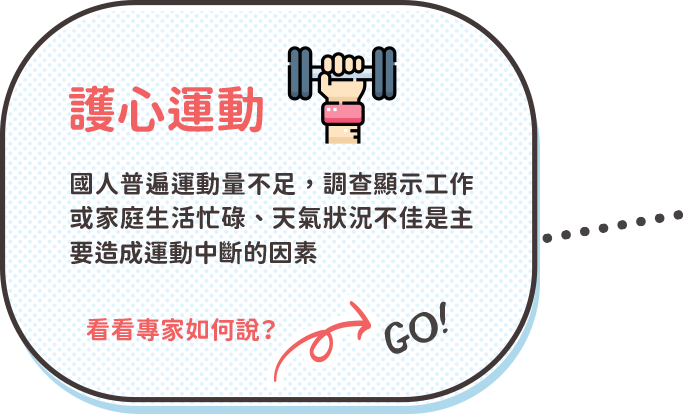 護心運動
國人普遍運動量不足，調查顯示工作
或家庭生活忙碌、天氣狀況不佳是主
要造成運動中斷的因素
看看專家如何說？
GO!